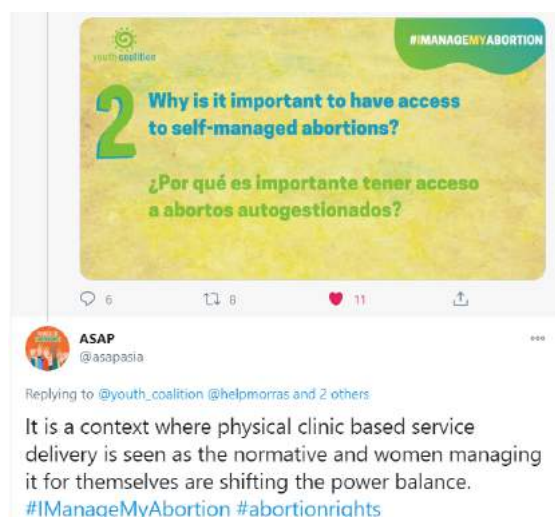 youth coalition
#IMANAGEMYABORTION
2
Why is it important to have access
to self-managed abortions?
¿Por qué es importante tener acceso
a abortos autogestionados?
6
8
11
ASAP
@asapasia
Replying to @youth_coalition @helpmorras and 2 others
It is a context where physical clinic based service
delivery is seen as the normative and women managing
it for themselves are shifting the power balance.
#IManageMyAbortion #abortionrights